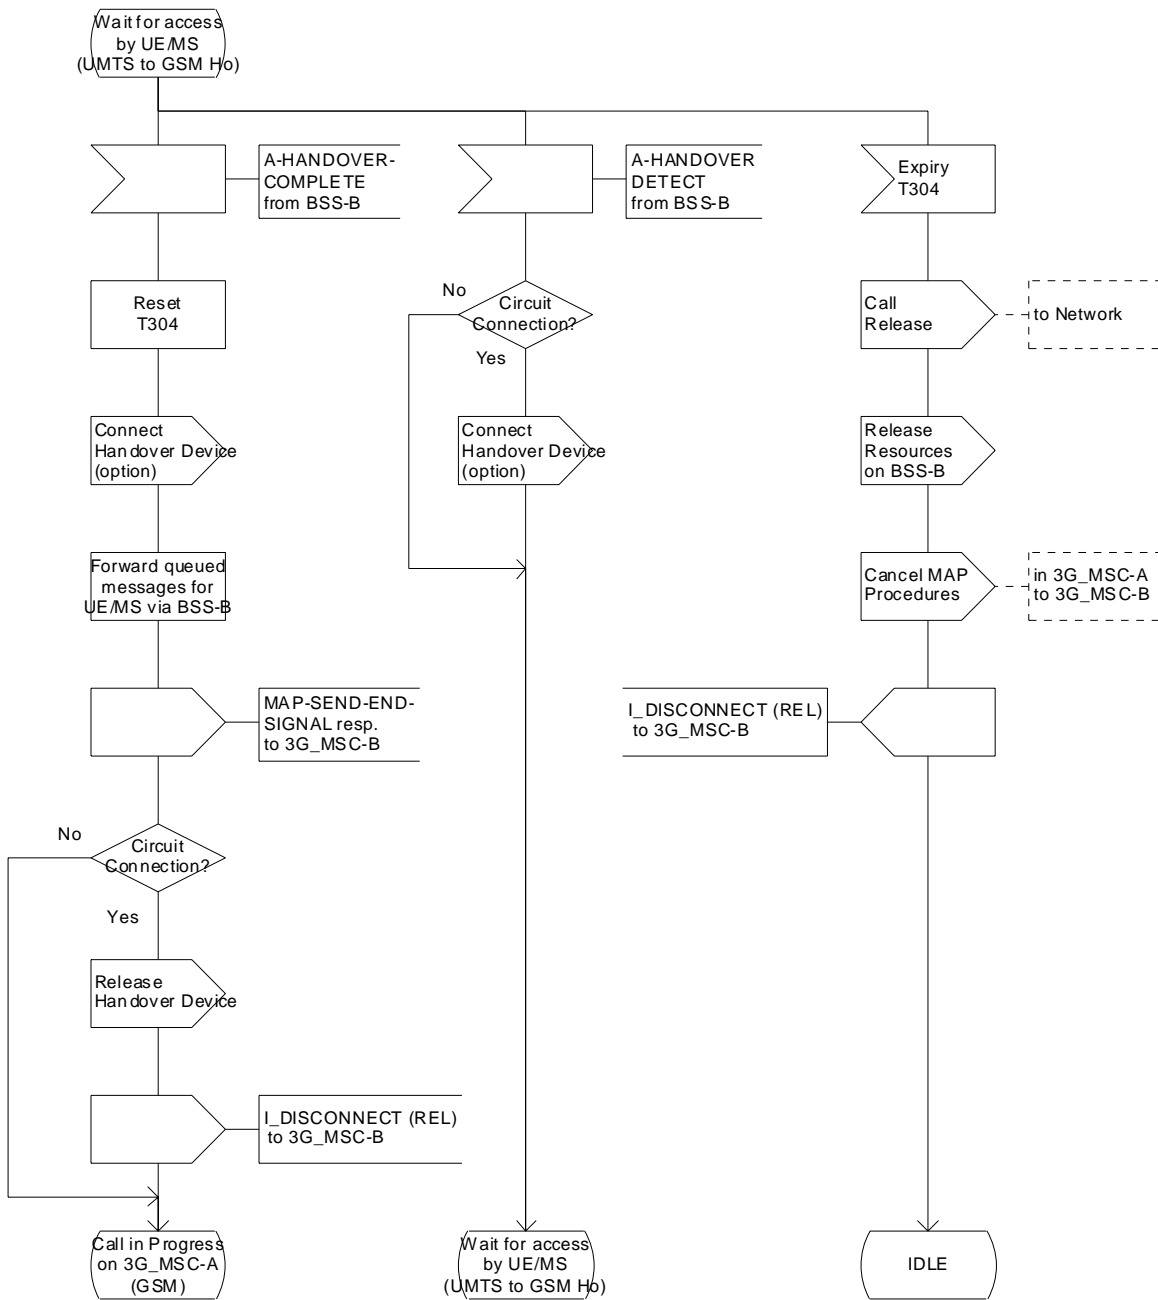 Wait for access
by UE/MS
(UMTS to GSM Ho)
A-HANDOVER-
COMPLETE
from BSS-B
A-HANDOVER
DETECT
from BSS-B
Expiry
T304
Reset
T304
No
Circuit
Connection?
Yes
Call
Release
to Network
Connect
Handover Device
(option)
Connect
Handover Device
(option)
Release
Resources
on BSS-B
Forward queued
messages for
UE/MS via BSS-B
Cancel MAP
Procedures
in 3G_MSC-A
to 3G_MSC-B
MAP-SEND-END-
SIGNAL resp.
to 3G_MSC-B
I_DISCONNECT (REL)
to 3G_MSC-B
No
Circuit
Connection?
Yes
Release
Handover Device
I_DISCONNECT (REL)
to 3G_MSC-B
Call in Progress
on 3G_MSC-A
(GSM)
Wait for access
by UE/MS
(UMTS to GSM Ho)
IDLE